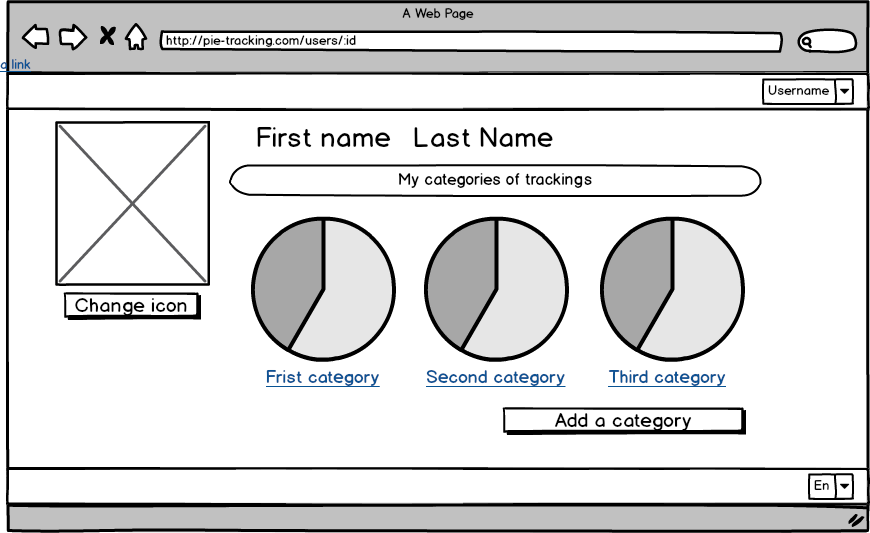 A Web Page
http://pie-tracking.com/users/:id
a link
Username
First name Last Name
My categories of trackings
Change icon
Frist category
Second category
Third category
Add a category
En